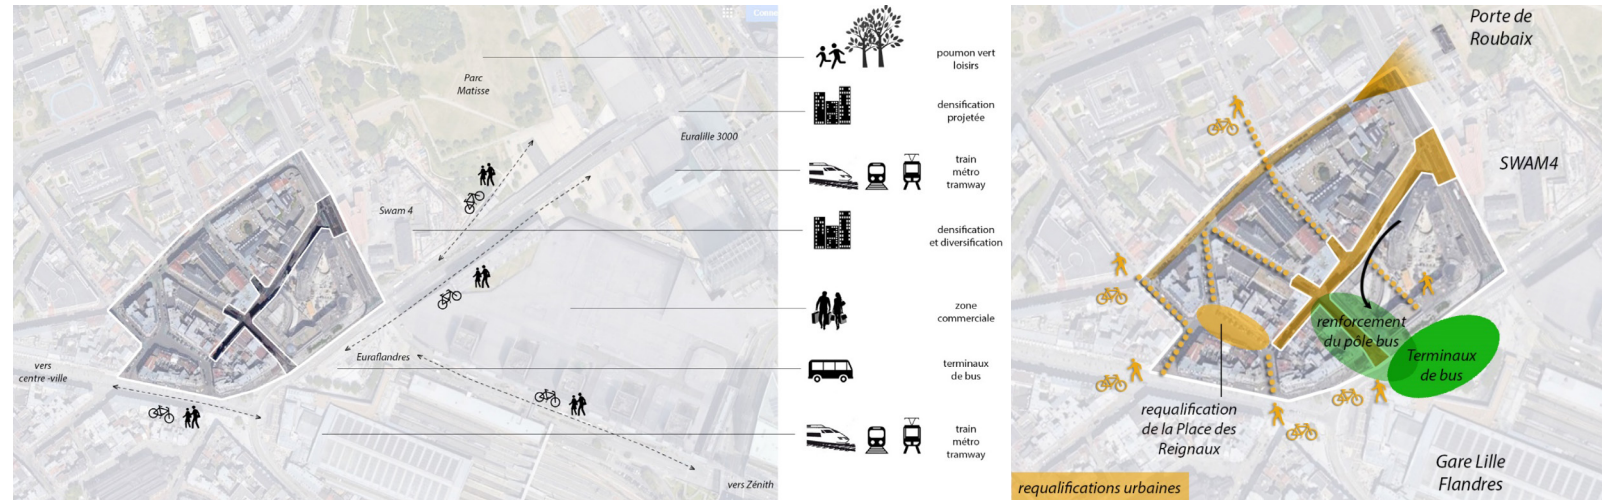 Parc
Matisse
Euralille 3000
Swam 4
Euraflandres
vers
centre -ville
vers Zénith
poumon vert
loisirs
densification
projetée
train
métro
tramway
densification
et diversification
zone
commerciale
terminaux
de bus
train
métro
tramway
Porte de
Roubaix
SWAM4
renforcement
du pôle bus
Terminaux
de bus
requalification
de la Place des
Reignaux
Gare Lille
Flandres
requalifications urbaines